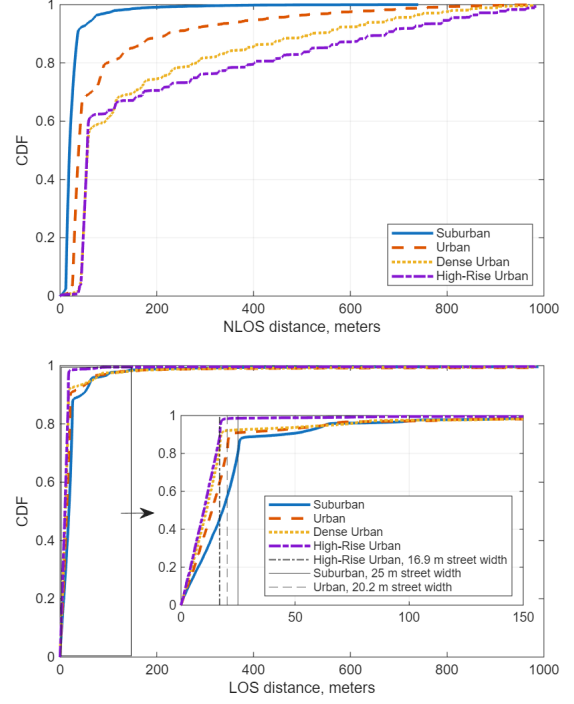 1
0.8
0.6
0.4
0.2
0
CDF
Suburban
Urban
Dense Urban
High-Rise Urban
0 200 400 600 800 1000
NLOS distance, meters
1
0.8
0.6
0.4
0.2
0
CDF
1
0.8
0.6
0.4
0.2
0
Suburban
Urban
Dense Urban
High-Rise Urban
High-Rise Urban, 16.9 m street width
Suburban, 25 m street width
Urban, 20.2 m street width
0 50 100 150
0 200 400 600 800 1000
LOS distance, meters